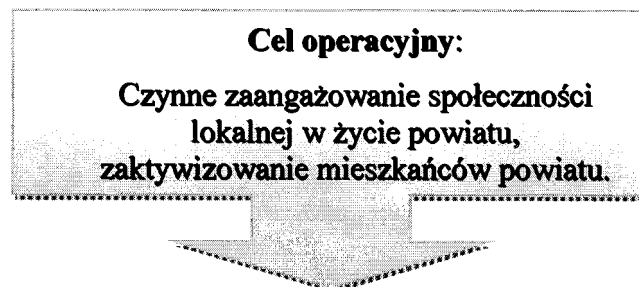 Cel operacyjny:
Czynne zaangażowanie społeczności
lokalnej w życie powiatu,
zaktywizowanie mieszkańców powiatu.